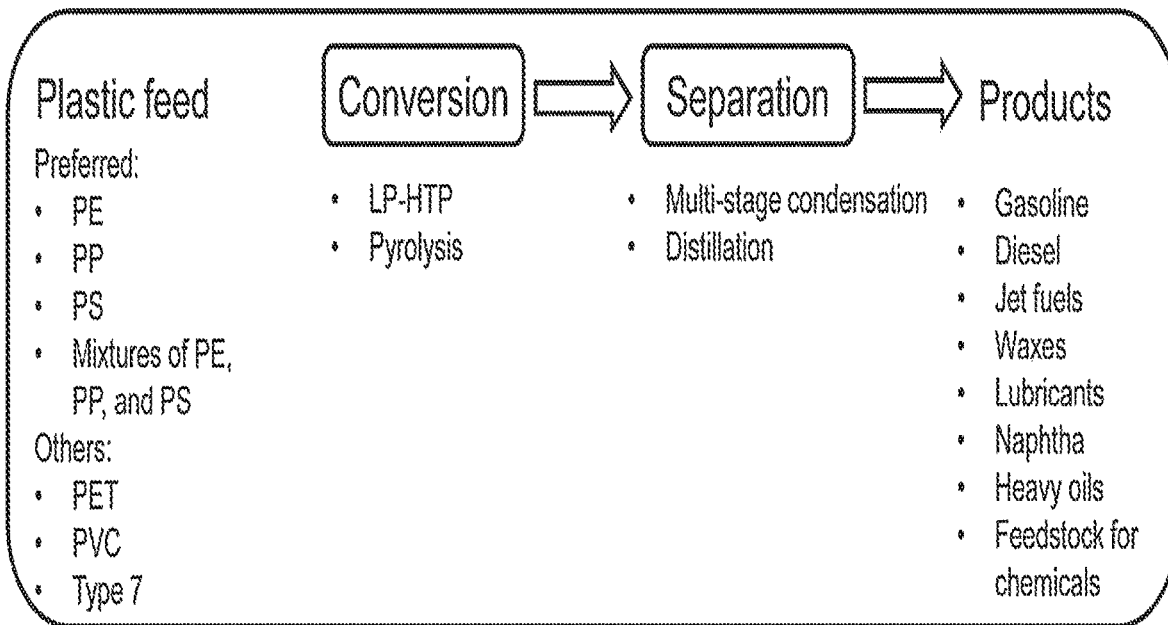 Plastic feed
Preferred:
• PE
• PP
• PS
• Mixtures of PE,
PP, and PS
Others:
• PET
• PVC
• Type 7
Conversion
• LP-HTP
• Pyrolysis
Separation
• Multi-stage condensation
• Distillation
Products
• Gasoline
• Diesel
• Jet fuels
• Waxes
• Lubricants
• Naphtha
• Heavy oils
• Feedstock for
chemicals